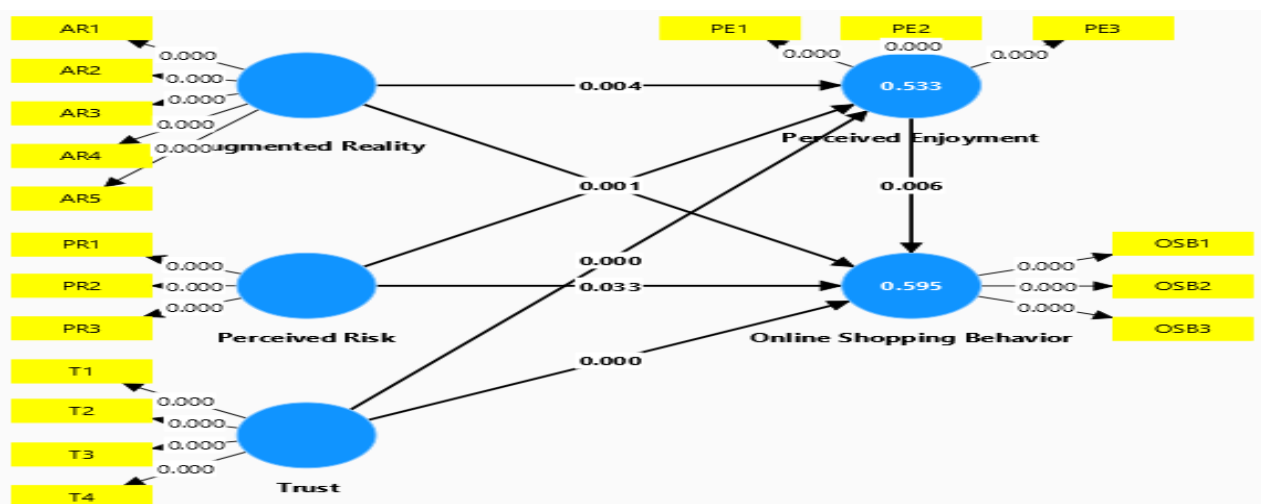 AR1
AR2
AR3
AR4
AR5
0.000
0.000
0.000
0.000
0.000
ugmented Reality
PR1
PR2
PR3
0.000
0.000
0.000
Perceived Risk
T1
T2
T3
T4
0.000
0.000
0.000
0.000
Trust
0.004
0.001
0.000
0.033
0.000
PE1
PE2
PE3
0.000
0.000
0.000
0.533
Perceived Enjoyment
0.006
0.595
Online Shopping Behavior
0.000
0.000
0.000
OSB1
OSB2
OSB3